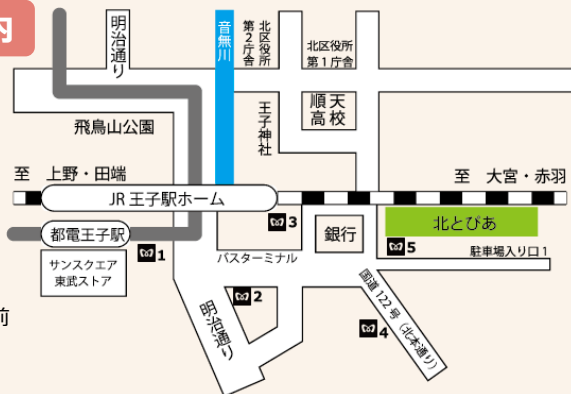 内
明治通り
音無川
北区役所
第2庁舎
北区役所
第1庁舎
飛鳥山公園
王子神社
順天
高校
至 上野・田端
至 大宮・赤羽
JR 王子駅ホーム
3
銀行
北とぴあ
都電王子駅
1
5
バスターミナル
駐車場入り口1
サンスクエア
東武ストア
2
明治通り
国道122号(北本通り)
4
前